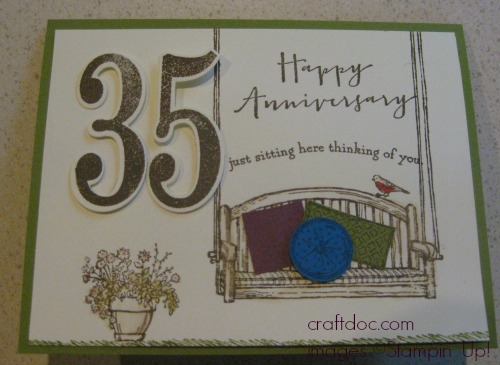 35
Happy
Anniversary
just sitting here thinking of you.
craftdoc.com
images ©Stampin' Up!